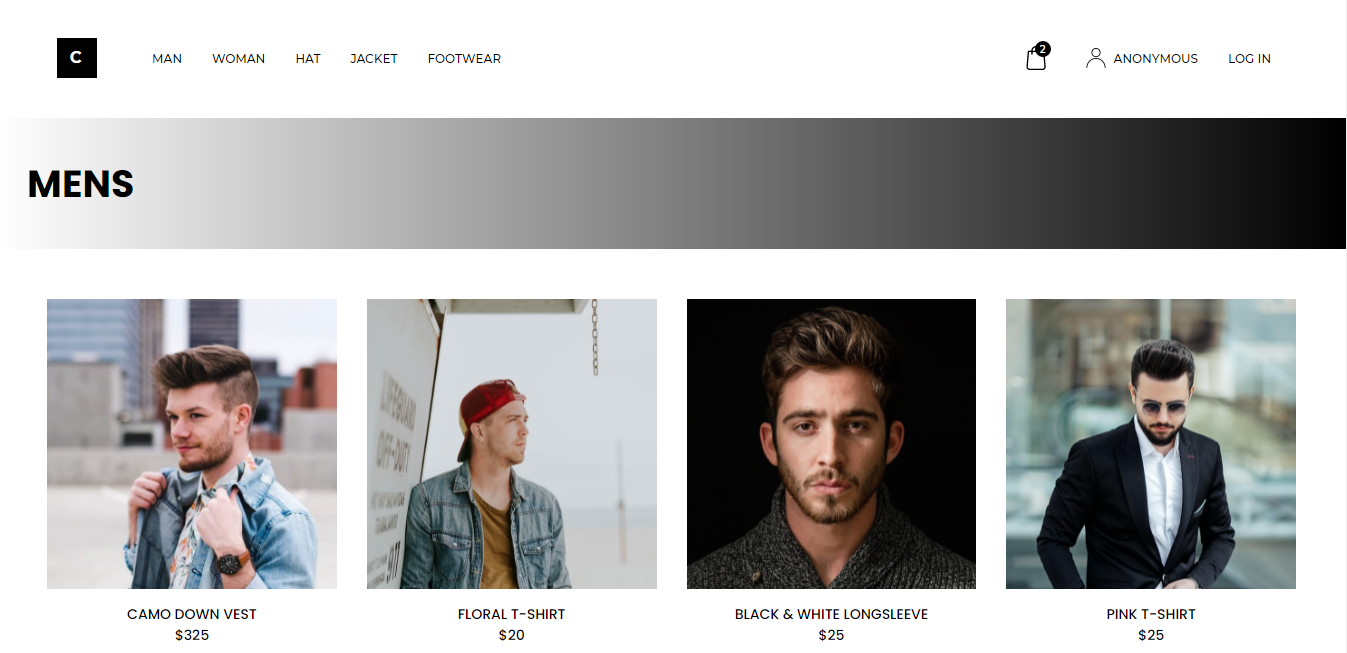 C
MAN WOMAN HAT JACKET FOOTWEAR
2
ANONYMOUS LOG IN
MENS
LIFEGUARD
OFF-DUTY
911
CAMO DOWN VEST
$325
FLORAL T-SHIRT
$20
BLACK & WHITE LONGSLEEVE
$25
PINK T-SHIRT
$25